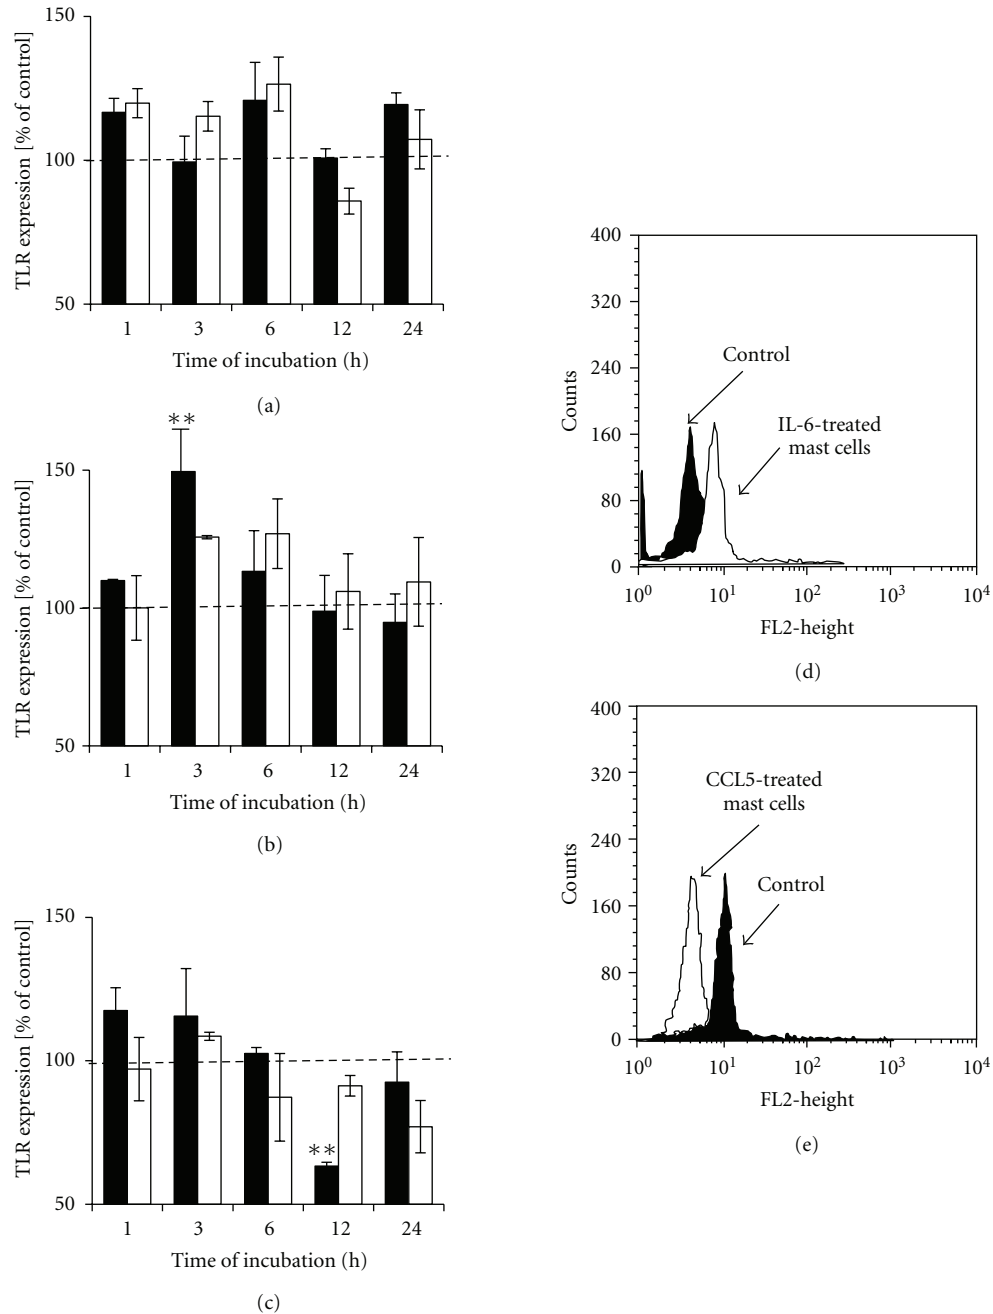 150
100
50
TLR expression [% of control]
1 3 6 12 24
Time of incubation (h)
(a)
**
150
100
50
TLR expression [% of control]
1 3 6 12 24
Time of incubation (h)
(b)
150
100
50
TLR expression [% of control]
**
1 3 6 12 24
Time of incubation (h)
(c)
400
320
240
160
80
0
Counts
Control
IL-6-treated
mast cells
10⁰ 10¹ 10² 10³ 10⁴
FL2-height
(d)
400
320
240
160
80
0
Counts
CCL5-treated
mast cells
Control
10⁰ 10¹ 10² 10³ 10⁴
FL2-height
(e)